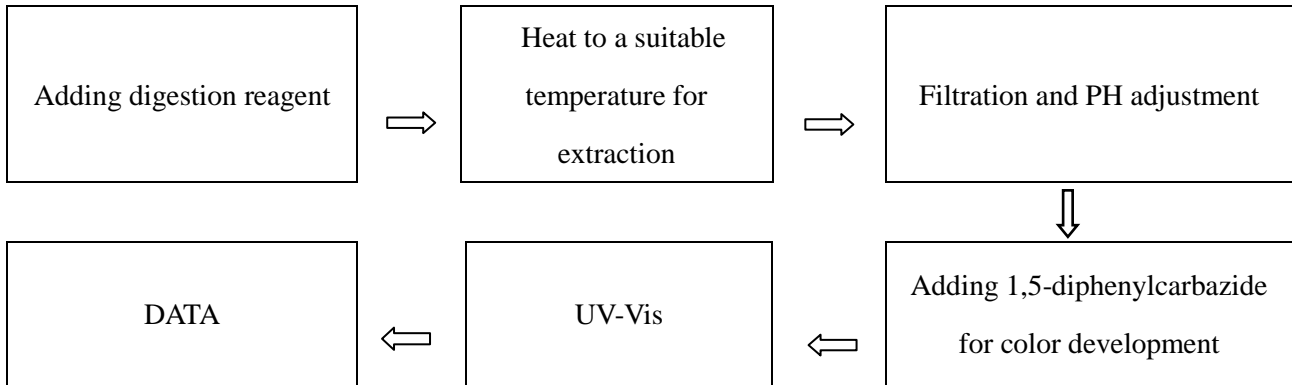 Adding digestion reagent
Heat to a suitable
temperature for
extraction
Filtration and PH adjustment
Adding 1,5-diphenylcarbazide
for color development
UV-Vis
DATA